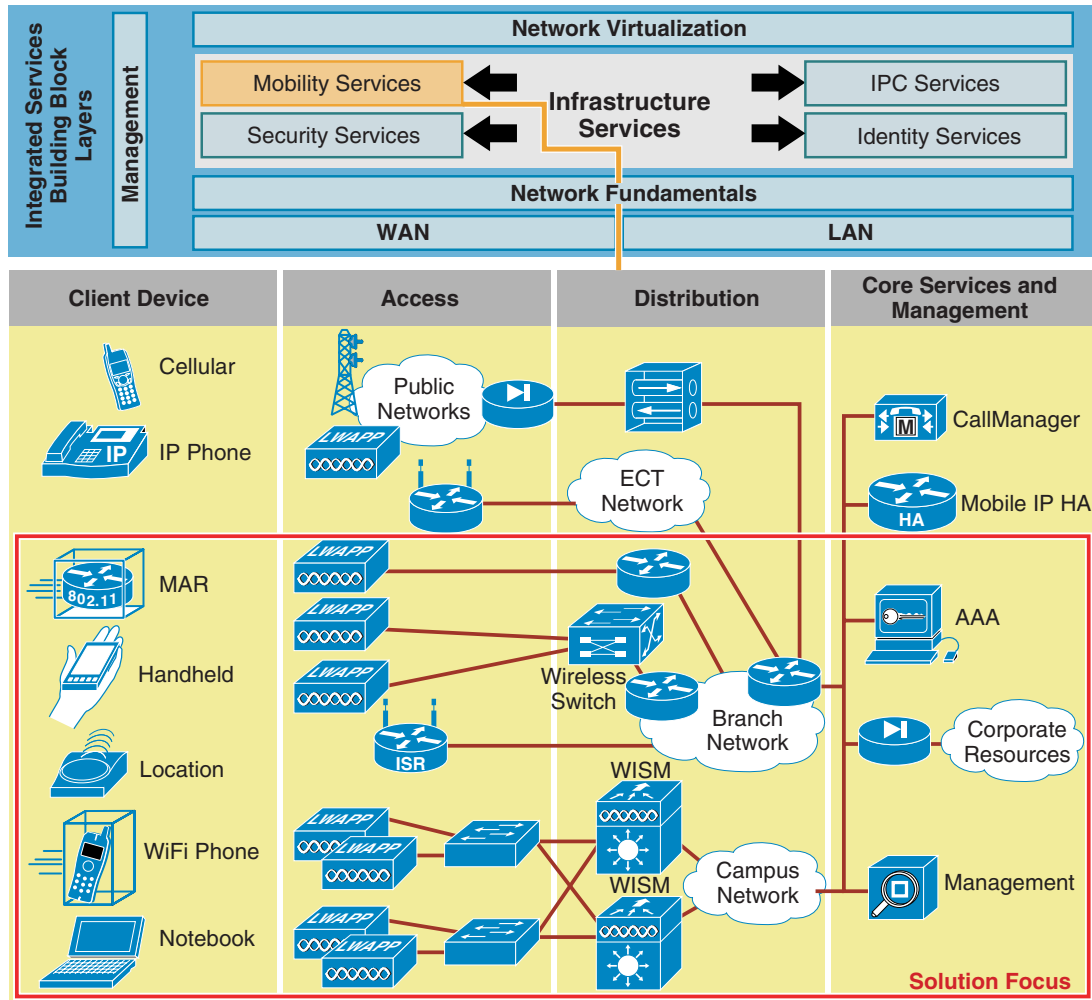 Integrated Services
Building Block
Layers
Management
Network Virtualization
Mobility Services
Security Services
Infrastructure
Services
IPC Services
Identity Services
Network Fundamentals
WAN
LAN
Client Device
Access
Distribution
Core Services and
Management
Cellular
IP
IP Phone
Public
Networks
LWAPP
ECT
Network
M
CallManager
HA
Mobile IP HA
802.11
MAR
LWAPP
LWAPP
LWAPP
Handheld
Wireless
Switch
AAA
ISR
Branch
Network
Corporate
Resources
Location
WiFi Phone
LWAPP
LWAPP
WISM
WISM
Campus
Network
Management
Notebook
LWAPP
LWAPP
Solution Focus